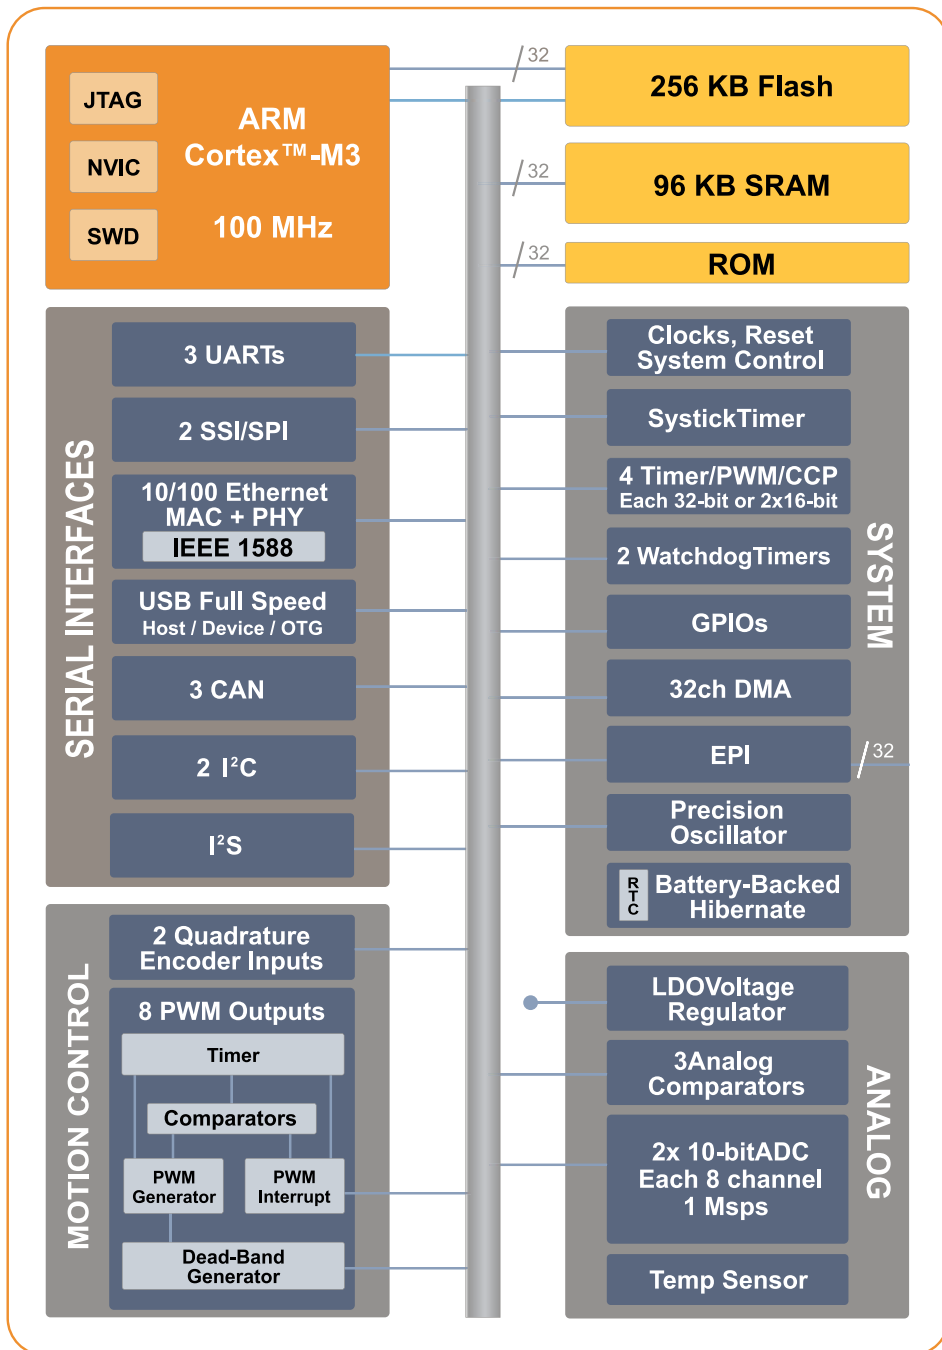 JTAG
NVIC
SWD
ARM
Cortex™-M3
100 MHz
32
256 KB Flash
32
96 KB SRAM
32
ROM
SERIAL INTERFACES
3 UARTs
2 SSI/SPI
10/100 Ethernet
MAC + PHY
IEEE 1588
USB Full Speed
Host / Device / OTG
3 CAN
2 I²C
I²S
SYSTEM
Clocks, Reset
System Control
SystickTimer
4 Timer/PWM/CCP
Each 32-bit or 2x16-bit
2 WatchdogTimers
GPIOs
32ch DMA
EPI
32
Precision
Oscillator
RTC
Battery-Backed
Hibernate
MOTION CONTROL
2 Quadrature
Encoder Inputs
8 PWM Outputs
Timer
Comparators
PWM
Generator
PWM
Interrupt
Dead-Band
Generator
ANALOG
LDOVoltage
Regulator
3Analog
Comparators
2x 10-bitADC
Each 8 channel
1 Msps
Temp Sensor